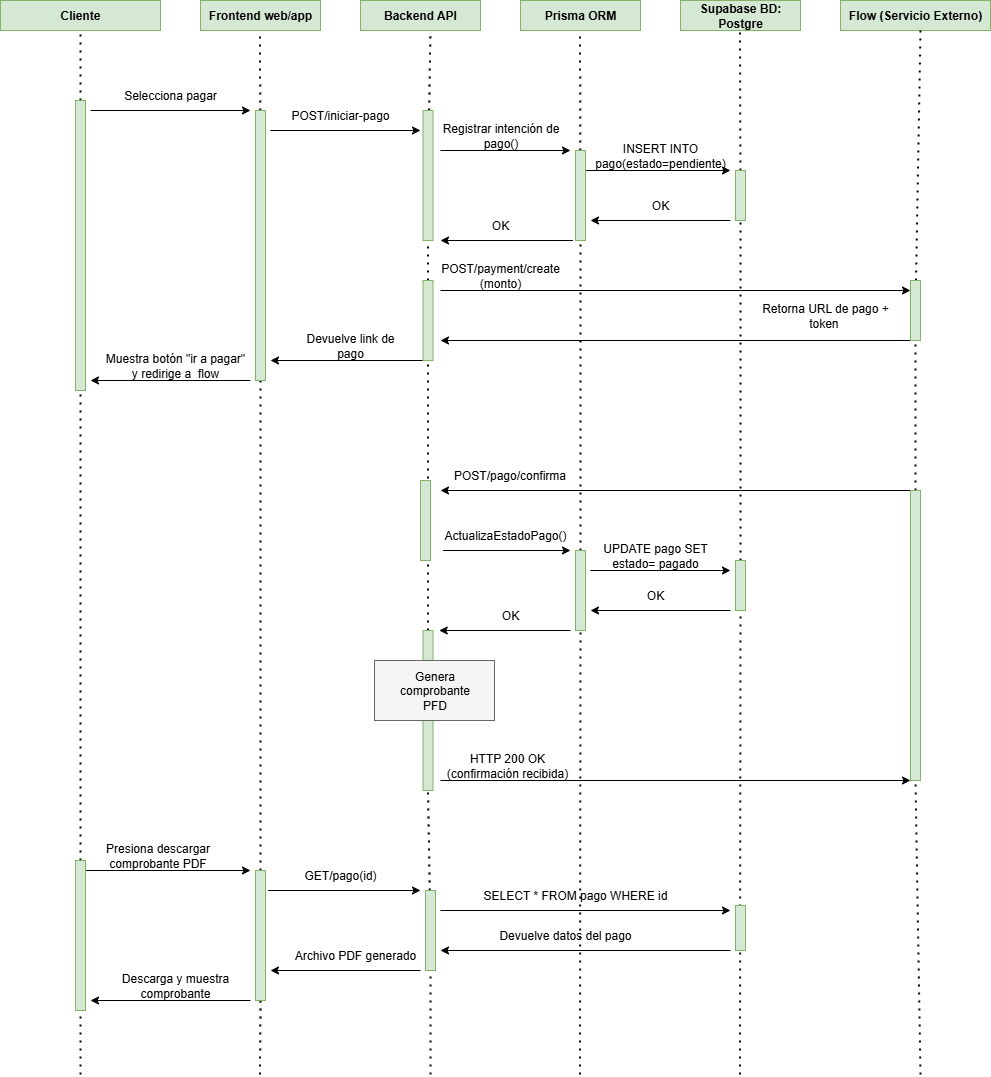 Cliente
Frontend web/app
Backend API
Prisma ORM
Supabase BD:
Postgre
Flow (Servicio Externo)
Selecciona pagar
POST/iniciar-pago
Registrar intención de
pago()
INSERT INTO
pago(estado=pendiente)
OK
OK
POST/payment/create
(monto)
Retorna URL de pago +
token
Devuelve link de
pago
Muestra botón "ir a pagar"
y redirige a  flow
POST/pago/confirma
ActualizaEstadoPago()
UPDATE pago SET
estado= pagado
OK
OK
Genera
comprobante
PFD
HTTP 200 OK
(confirmación recibida)
Presiona descargar
comprobante PDF
GET/pago(id)
SELECT * FROM pago WHERE id
Devuelve datos del pago
Archivo PDF generado
Descarga y muestra
comprobante